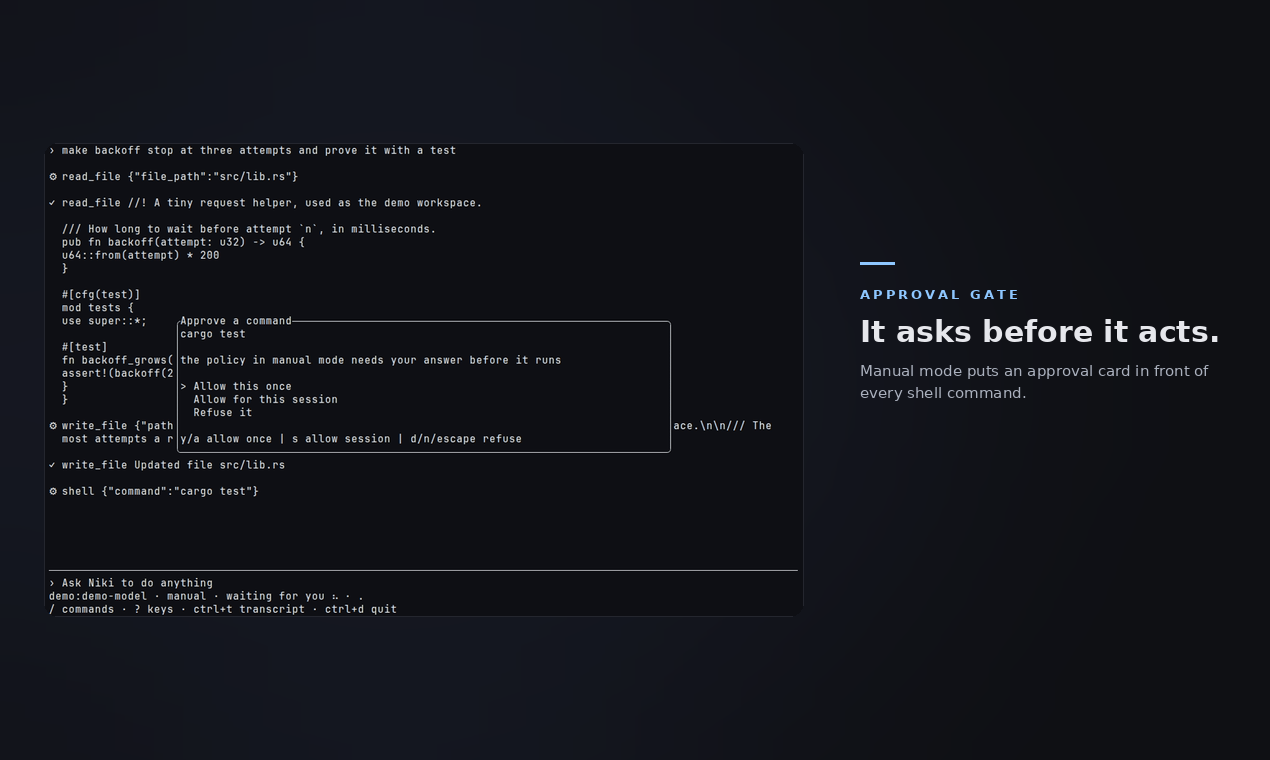 › make backoff stop at three attempts and prove it with a test
⚙ read_file {"file_path":"src/lib.rs"}
✓ read_file //! A tiny request helper, used as the demo workspace.
/// How long to wait before attempt `n`, in milliseconds.
pub fn backoff(attempt: u32) -> u64 {
u64::from(attempt) * 200
}
#[cfg(test)]
mod tests {
use super::*;
#[test]
fn backoff_grows(
assert!(backoff(2
}
}
⚙ write_file {"path
ace.\n\n/// The
most attempts a r
Approve a command
cargo test
the policy in manual mode needs your answer before it runs
> Allow this once
Allow for this session
Refuse it
y/a allow once | s allow session | d/n/escape refuse
✓ write_file Updated file src/lib.rs
⚙ shell {"command":"cargo test"}
› Ask Niki to do anything
demo:demo-model · manual · waiting for you ⠦ · .
/ commands · ? keys · ctrl+t transcript · ctrl+d quit
APPROVAL GATE
It asks before it acts.
Manual mode puts an approval card in front of
every shell command.